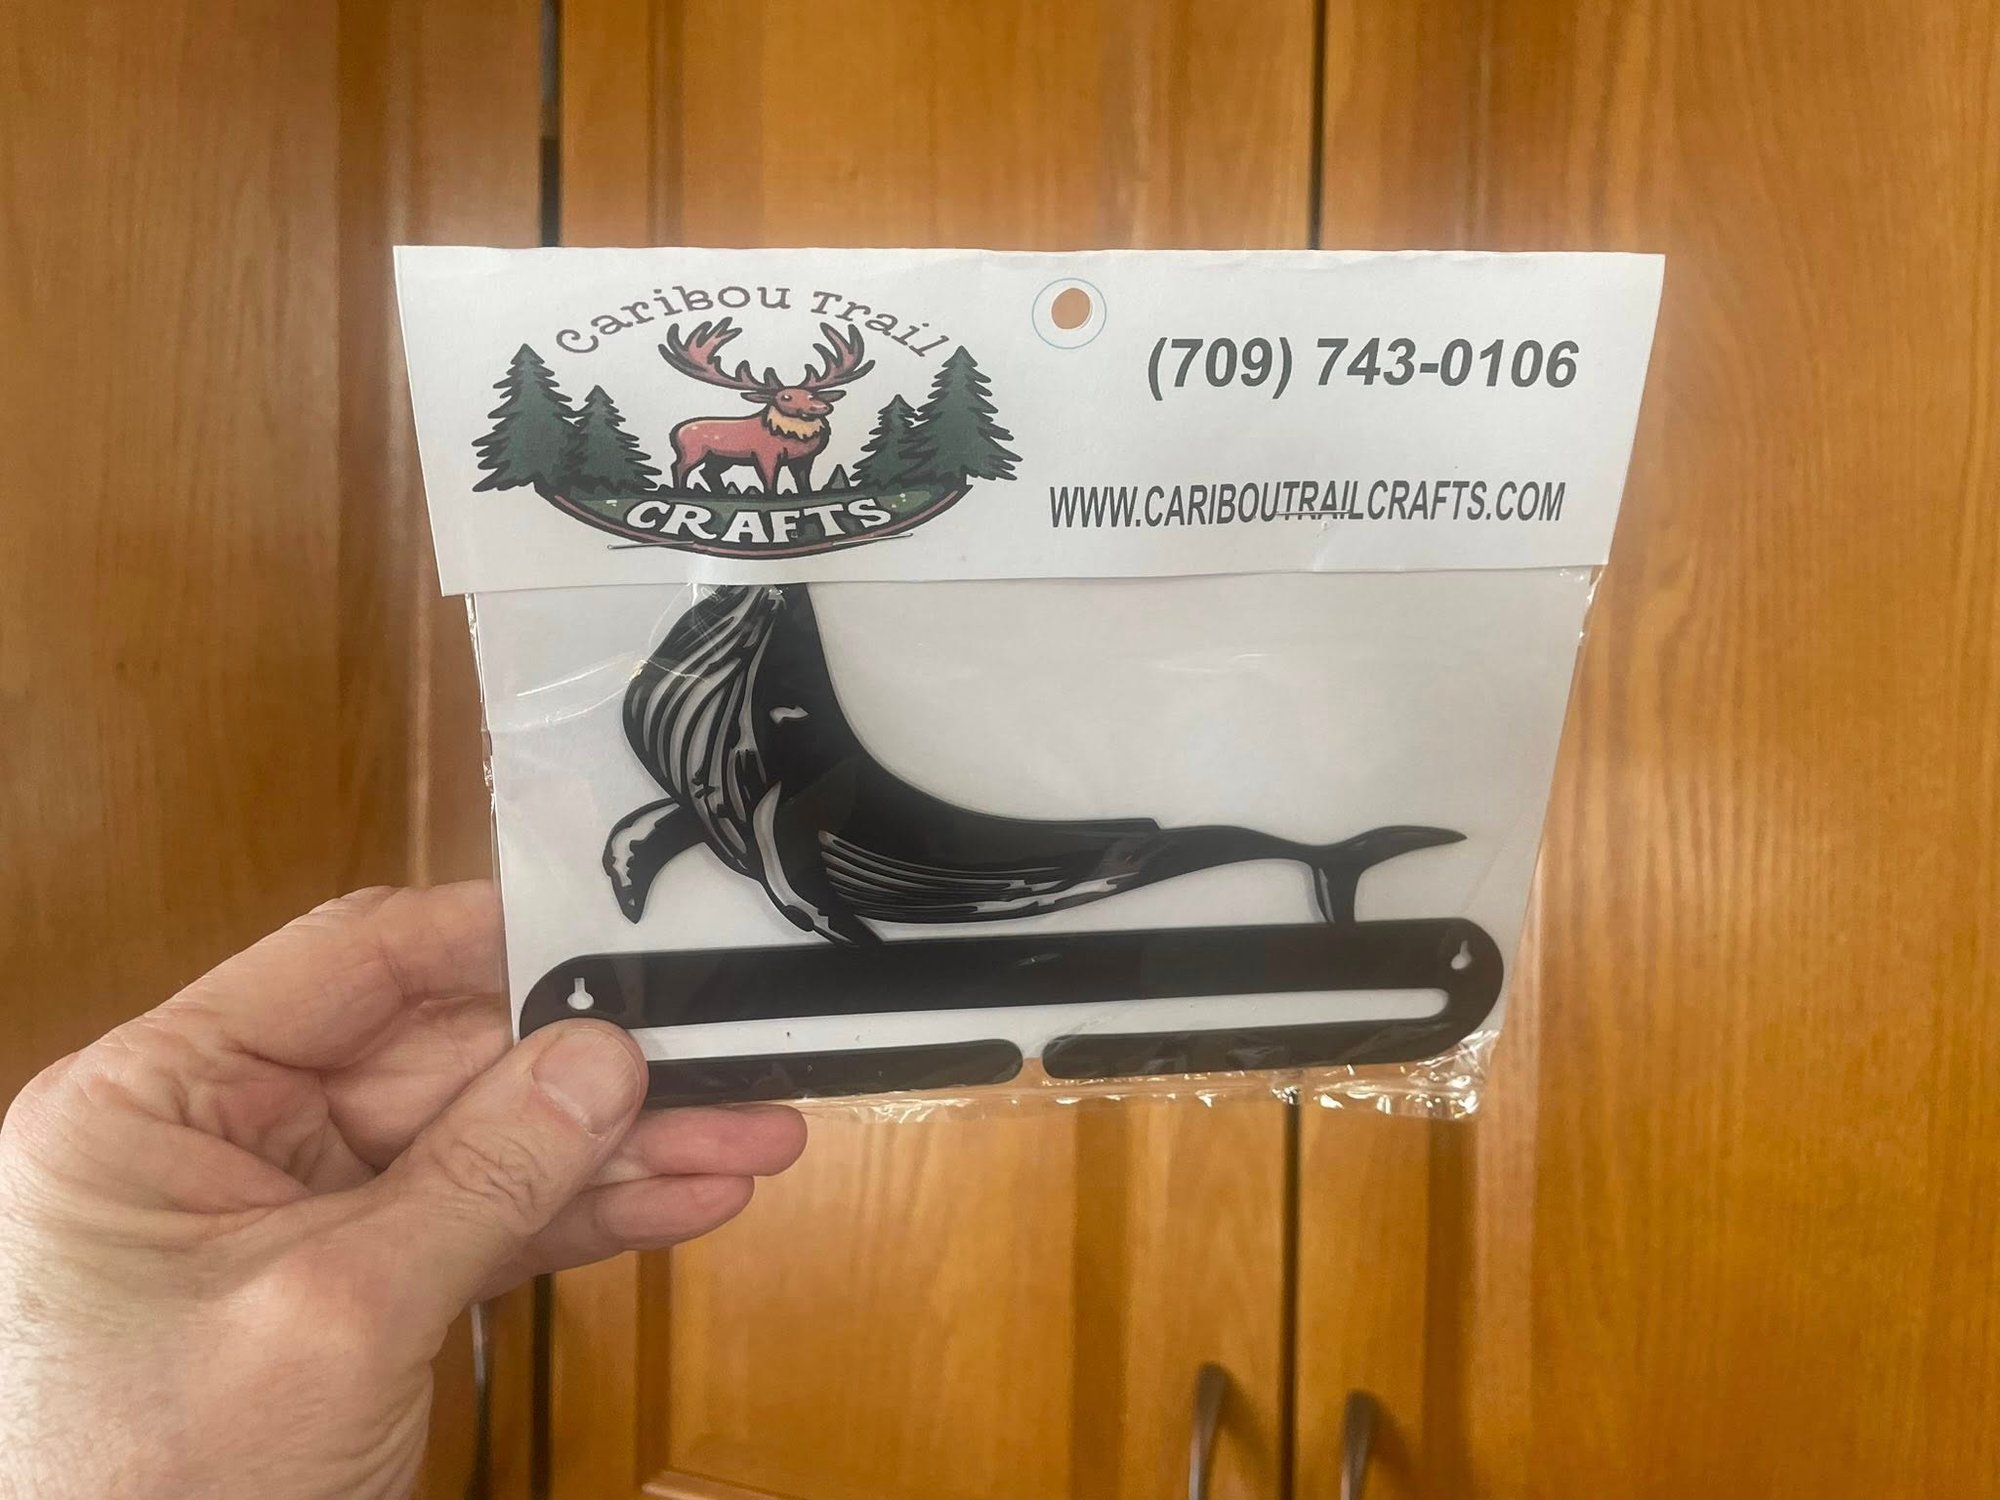 Caribou Trail
CRAFTS
(709) 743-0106
WWW.CARIBOUTRAILCRAFTS.COM